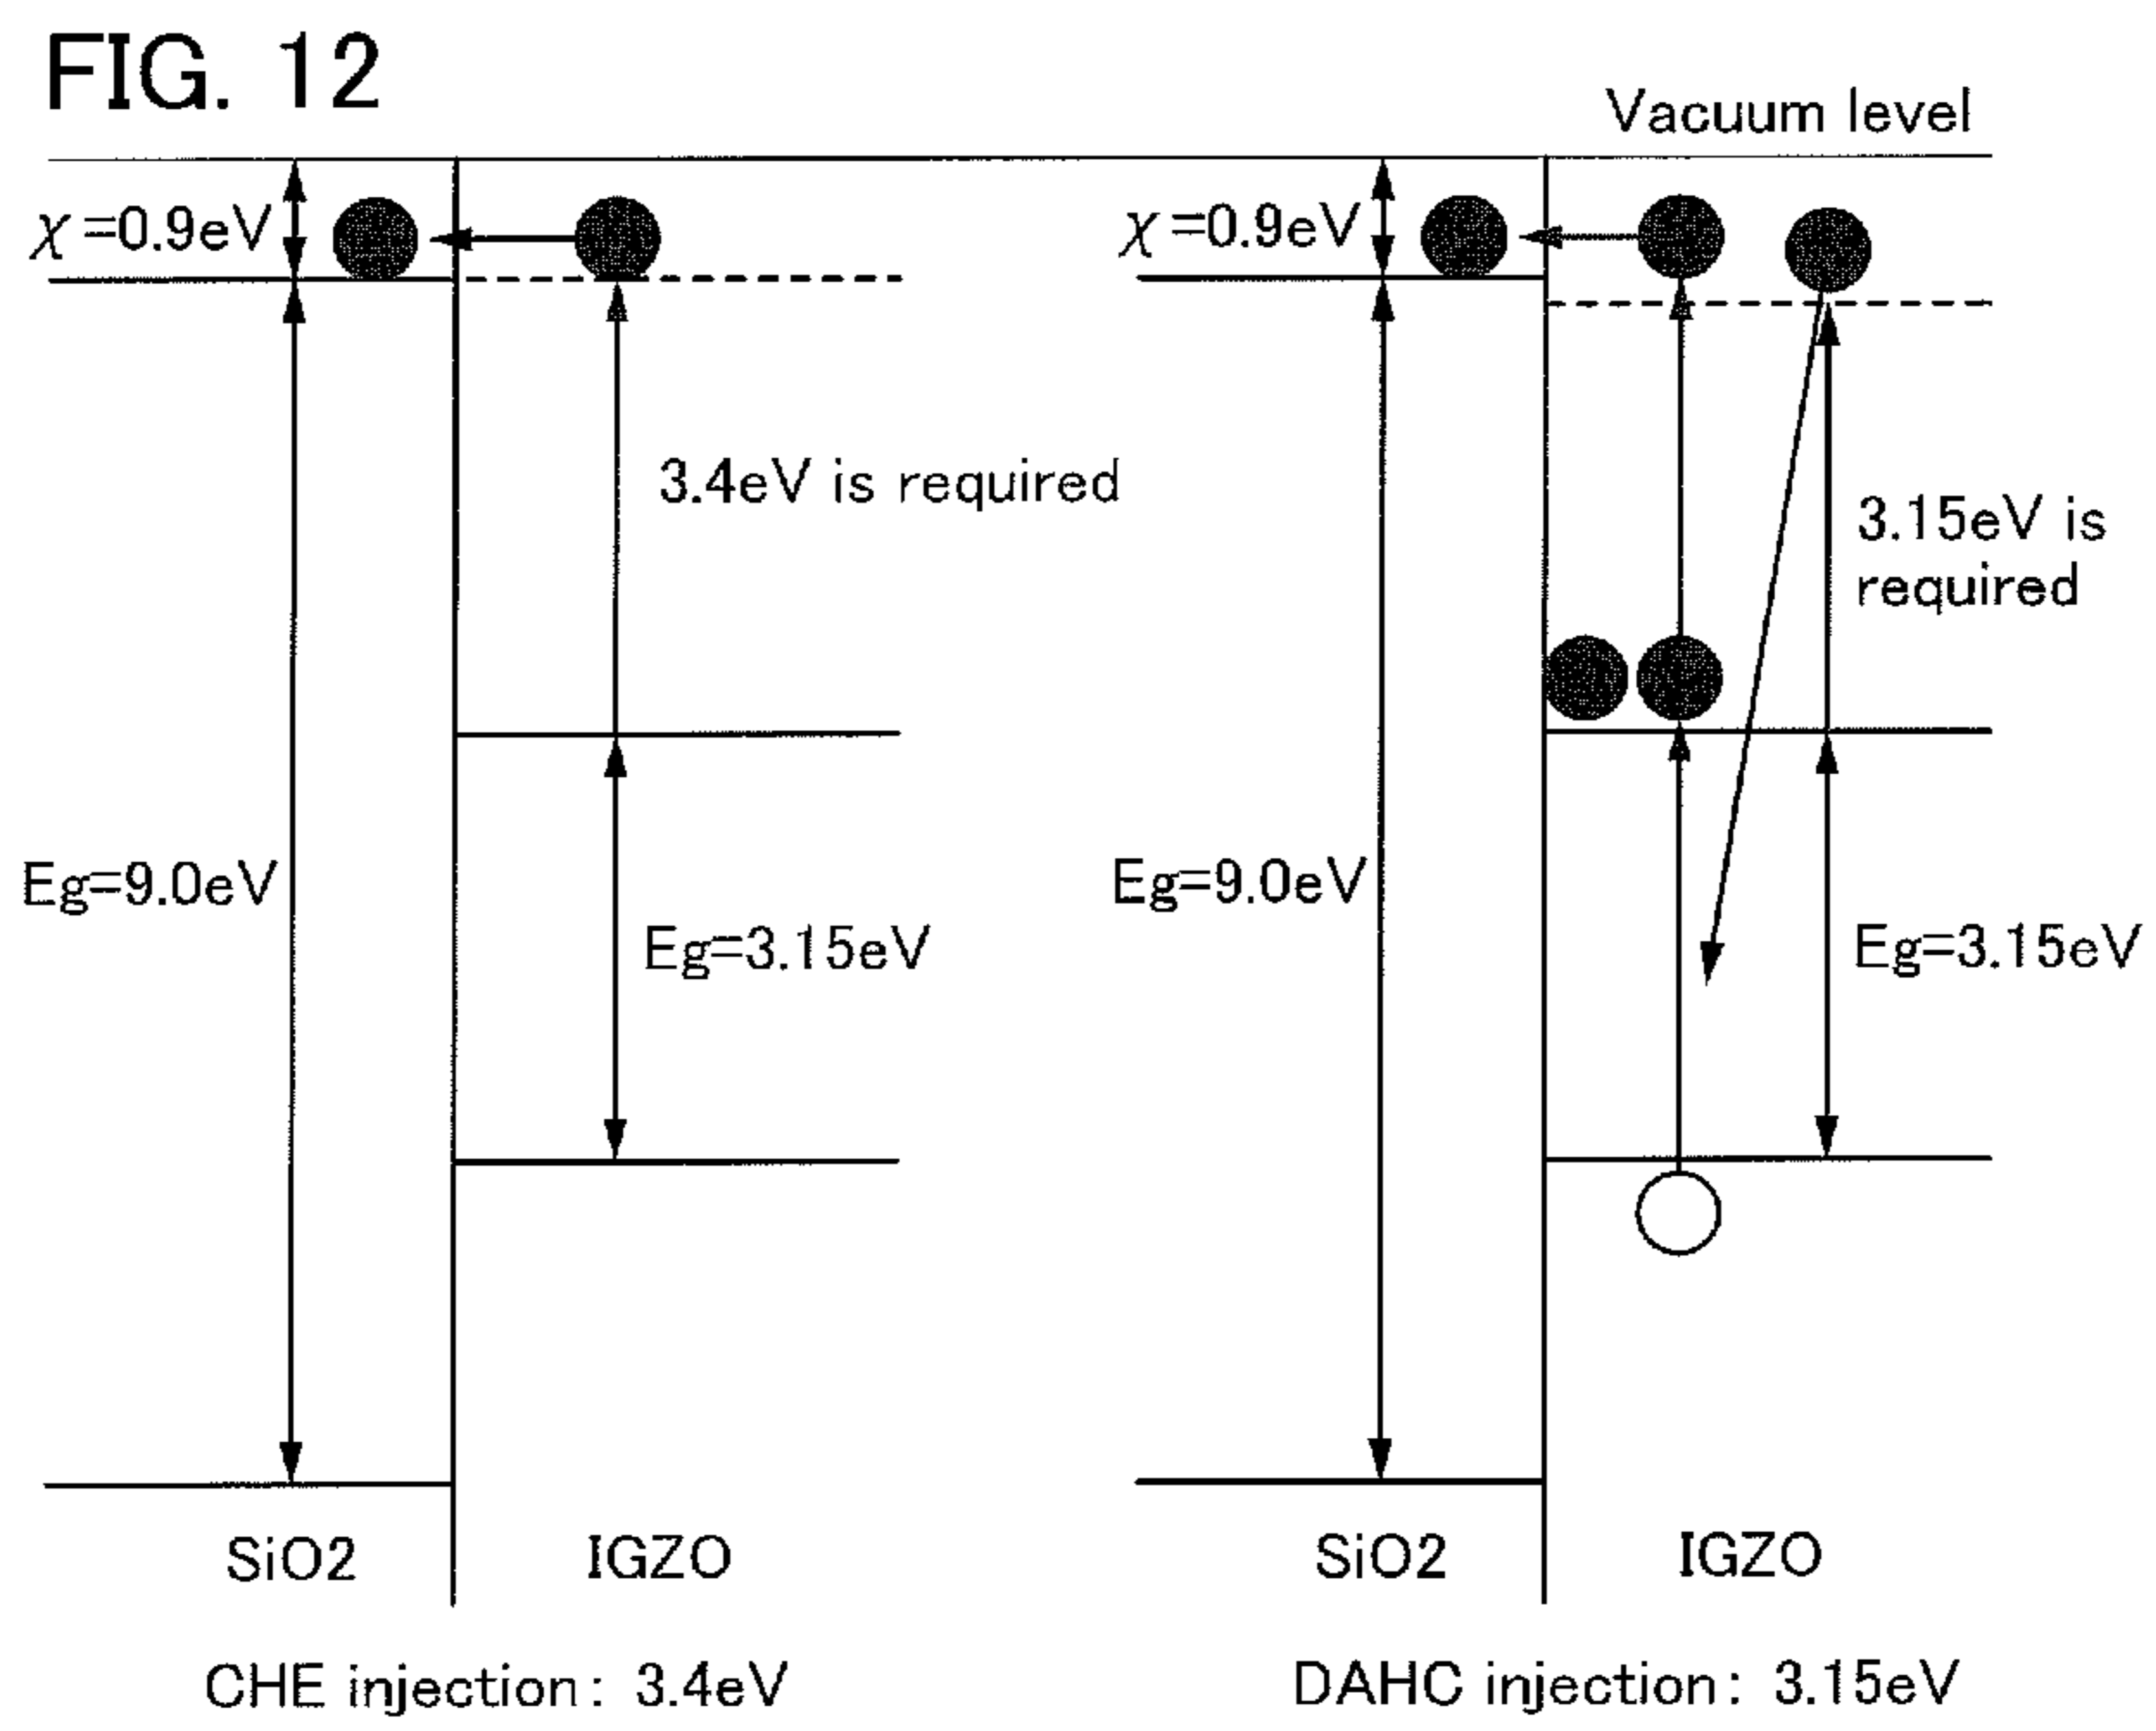 FIG. 12
Vacuum level
χ=0.9eV
χ=0.9eV
3.4eV is required
3.15eV is
required
Eg=9.0eV
Eg=3.15eV
Eg=9.0eV
Eg=3.15eV
SiO2
IGZO
SiO2
IGZO
CHE injection: 3.4eV
DAHC injection: 3.15eV